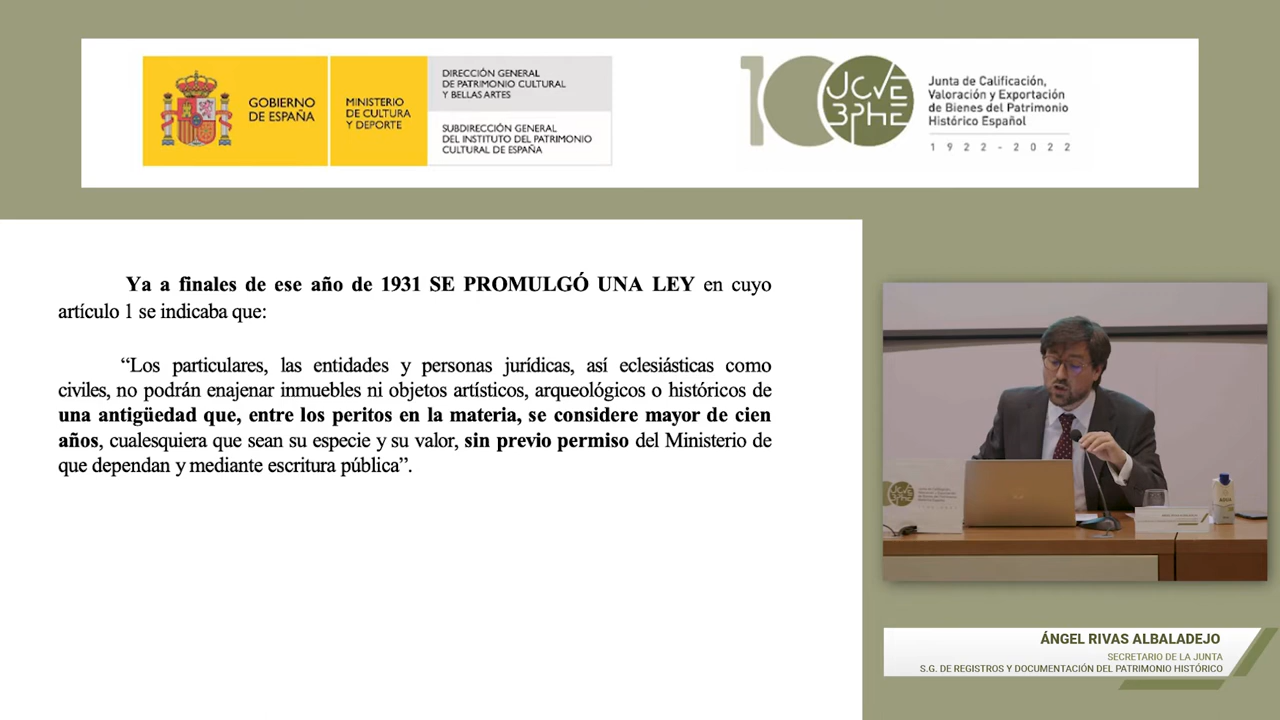 GOBIERNO
DE ESPAÑA
MINISTERIO
DE CULTURA
Y DEPORTE
DIRECCIÓN GENERAL
DE PATRIMONIO CULTURAL
Y BELLAS ARTES
SUBDIRECCIÓN GENERAL
DEL INSTITUTO DEL PATRIMONIO
CULTURAL DE ESPAÑA
100
JCVE
BPHE
Junta de Calificación,
Valoración y Exportación
de Bienes del Patrimonio
Histórico Español
1922-2022
Ya a finales de ese año de 1931 SE PROMULGÓ UNA LEY en cuyo
artículo 1 se indicaba que:
“Los particulares, las entidades y personas jurídicas, así eclesiásticas como
civiles, no podrán enajenar inmuebles ni objetos artísticos, arqueológicos o históricos de
una antigüedad que, entre los peritos en la materia, se considere mayor de cien
años, cualesquiera que sean su especie y su valor, sin previo permiso del Ministerio de
que dependan y mediante escritura pública”.
ÁNGEL RIVAS ALBALADEJO
SECRETARIO DE LA JUNTA
S.G. DE REGISTROS Y DOCUMENTACIÓN DEL PATRIMONIO HISTÓRICO